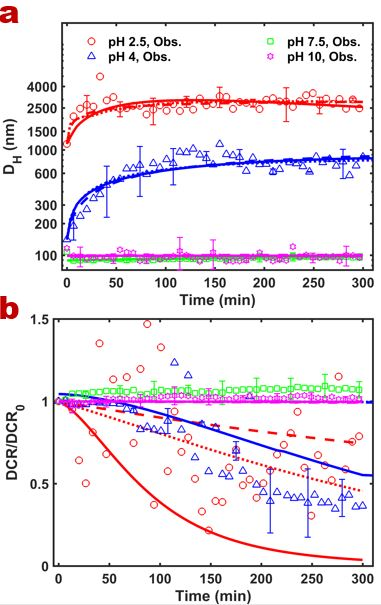 a
pH 2.5, Obs.
pH 7.5, Obs.
pH 4, Obs.
pH 10, Obs.
4000
2500
1500
1000
600
300
200
100
D_H (nm)
0 50 100 150 200 250 300
Time (min)
b
1.5
1
0.5
0
DCR/DCR_0
0 50 100 150 200 250 300
Time (min)